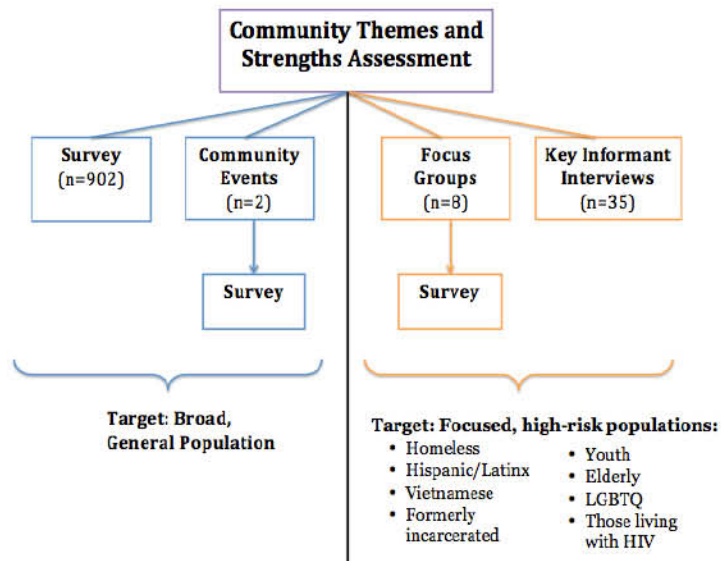 Community Themes and
Strengths Assessment
Survey
(n=902)
Community
Events
(n=2)
Focus
Groups
(n=8)
Key Informant
Interviews
(n=35)
Survey
Survey
Target: Broad,
General Population
Target: Focused, high-risk populations:
• Homeless
• Hispanic/Latinx
• Vietnamese
• Formerly
incarcerated
• Youth
• Elderly
• LGBTQ
• Those living
with HIV